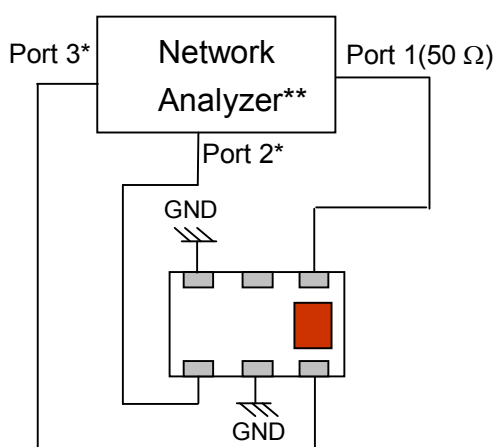 Port 3*
Network
Analyzer**
Port 1(50 Ω)
Port 2*
GND
GND